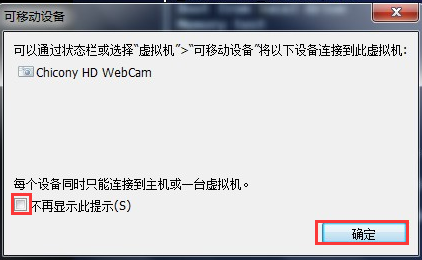 可移动设备
可以通过状态栏或选择“虚拟机”>“可移动设备”将以下设备连接到此虚拟机:
Chicony HD WebCam
每个设备同时只能连接到主机或一台虚拟机。
不再显示此提示(S)
确定